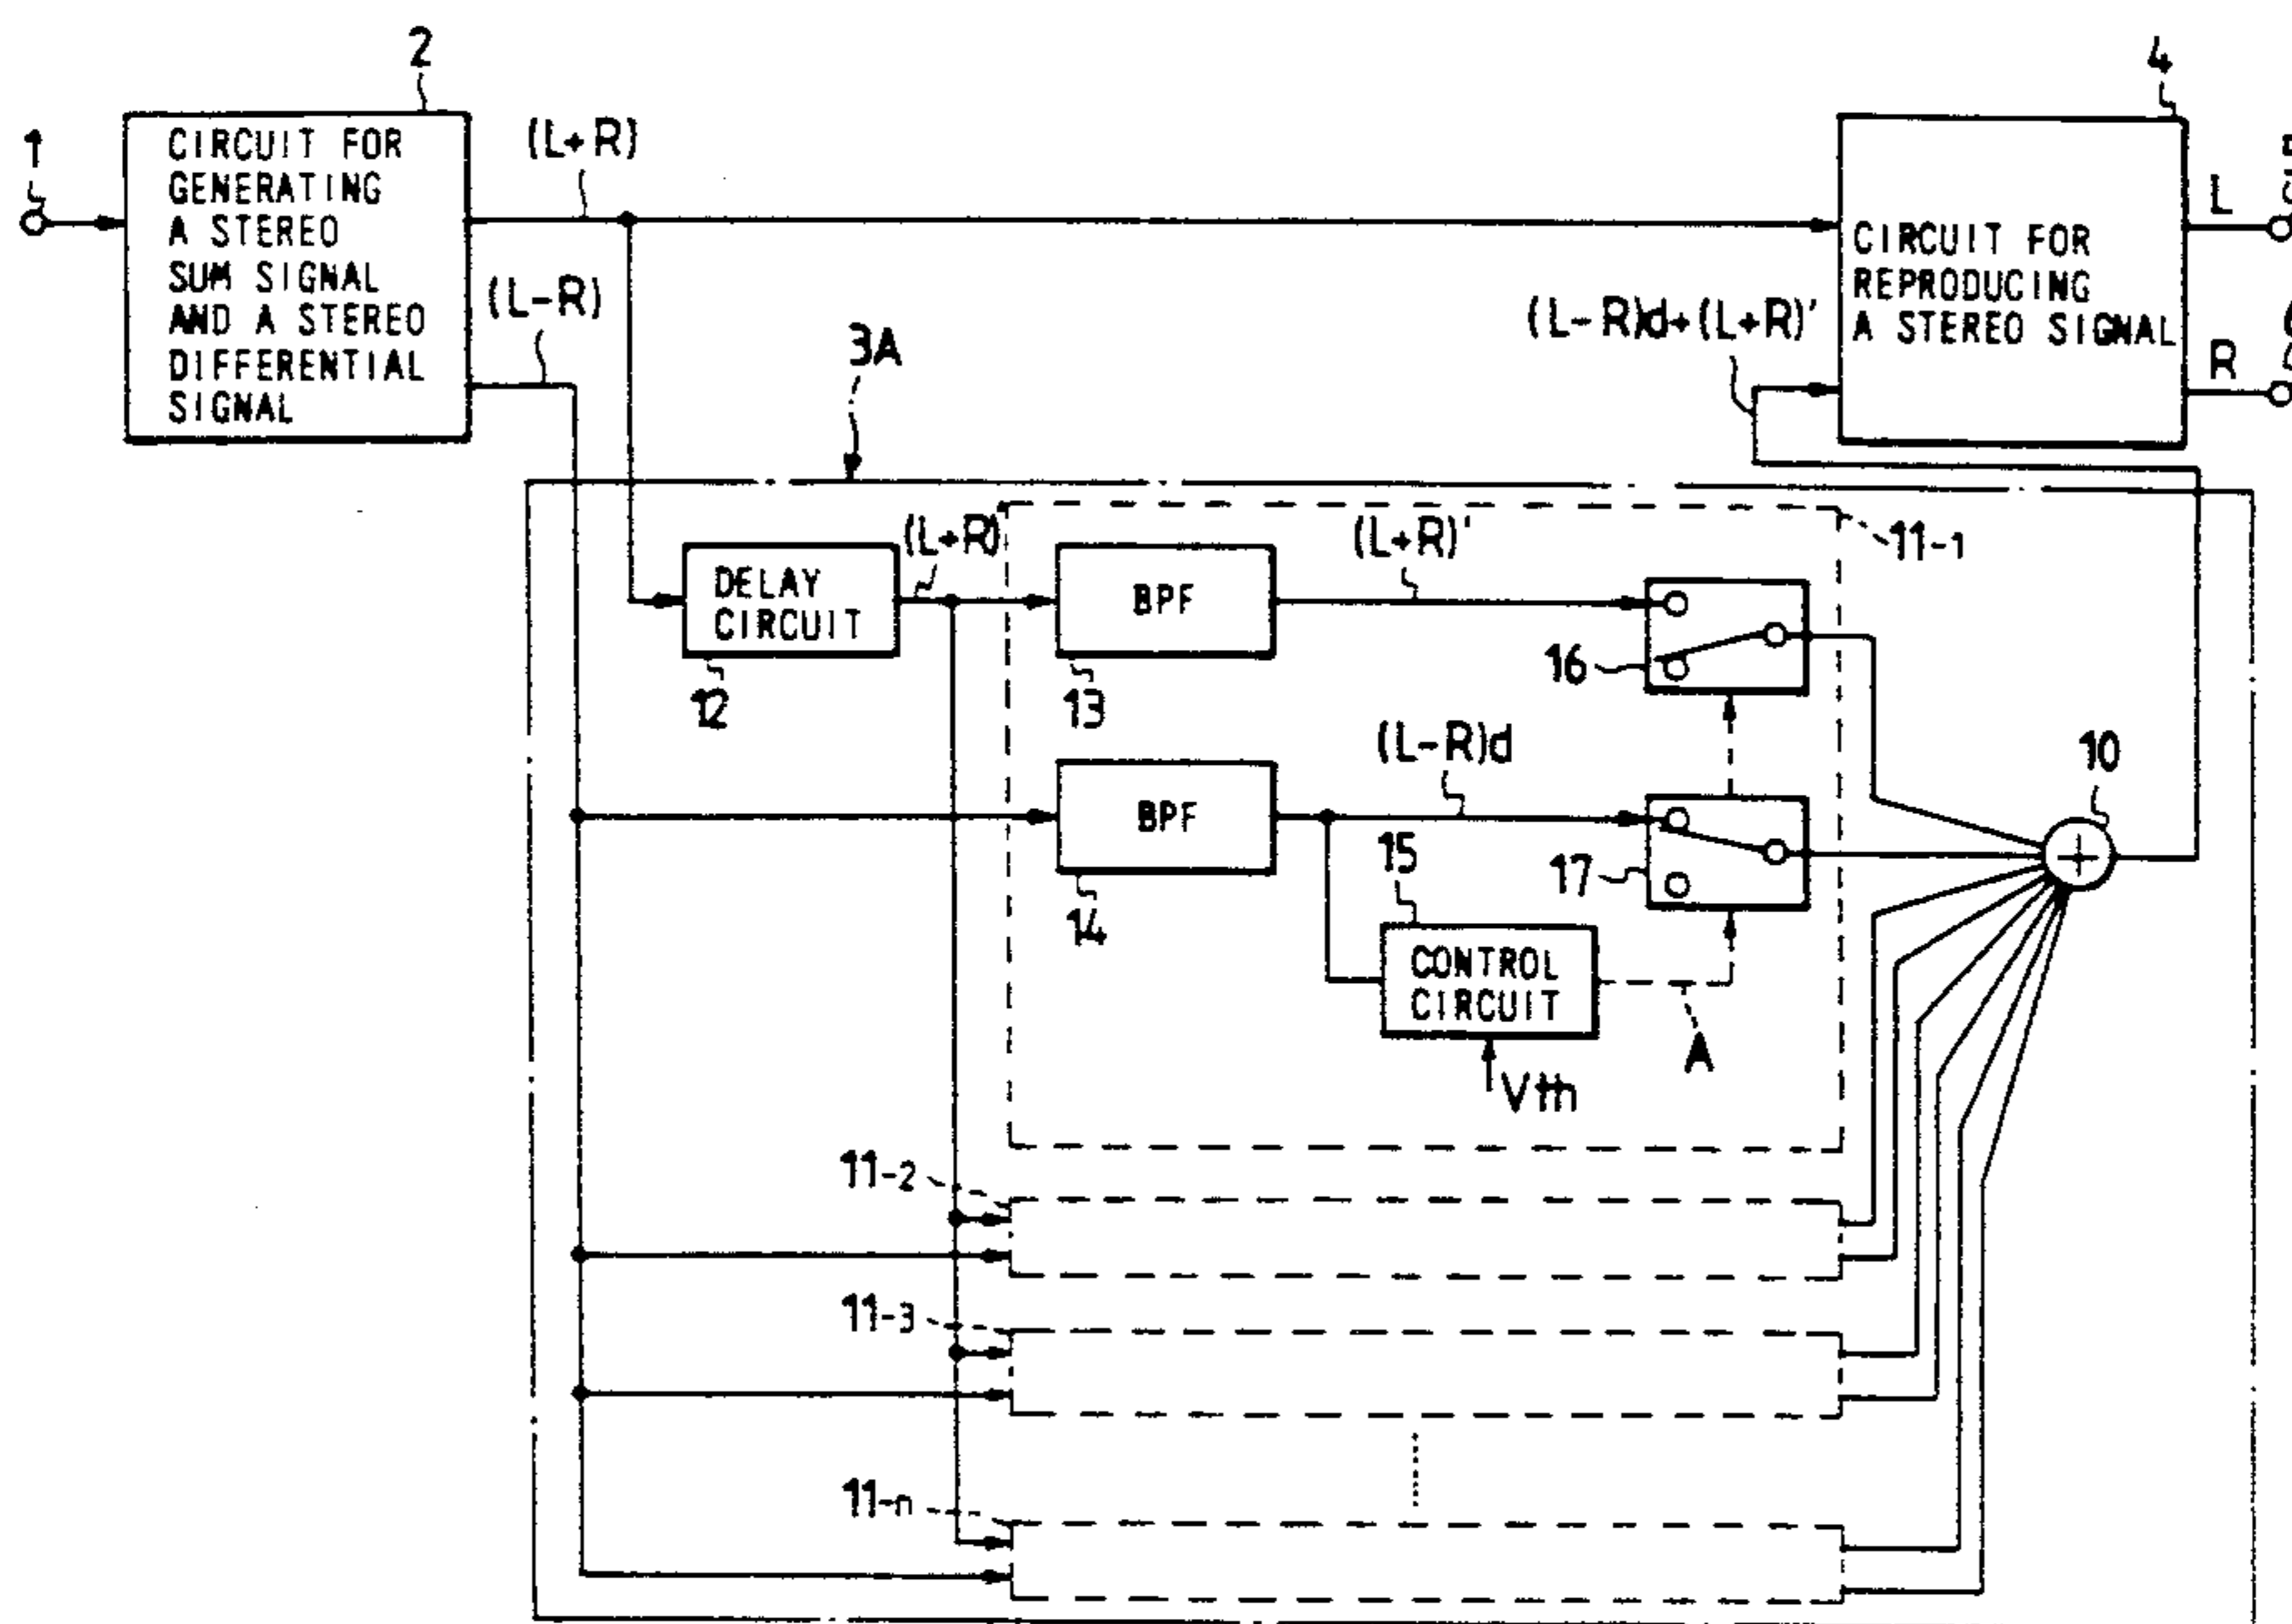 2
4
1
CIRCUIT FOR
GENERATING
A STEREO
SUM SIGNAL
AND A STEREO
DIFFERENTIAL
SIGNAL
(L+R)
(L-R)
3A
CIRCUIT FOR
REPRODUCING
A STEREO SIGNAL
L
R
(L-R)d+(L+R)'
11-1
DELAY
CIRCUIT
12
(L+R)
BPF
13
(L+R)'
16
BPF
14
(L-R)d
15
17
10
CONTROL
CIRCUIT
A
Vth
11-2
11-3
11-n